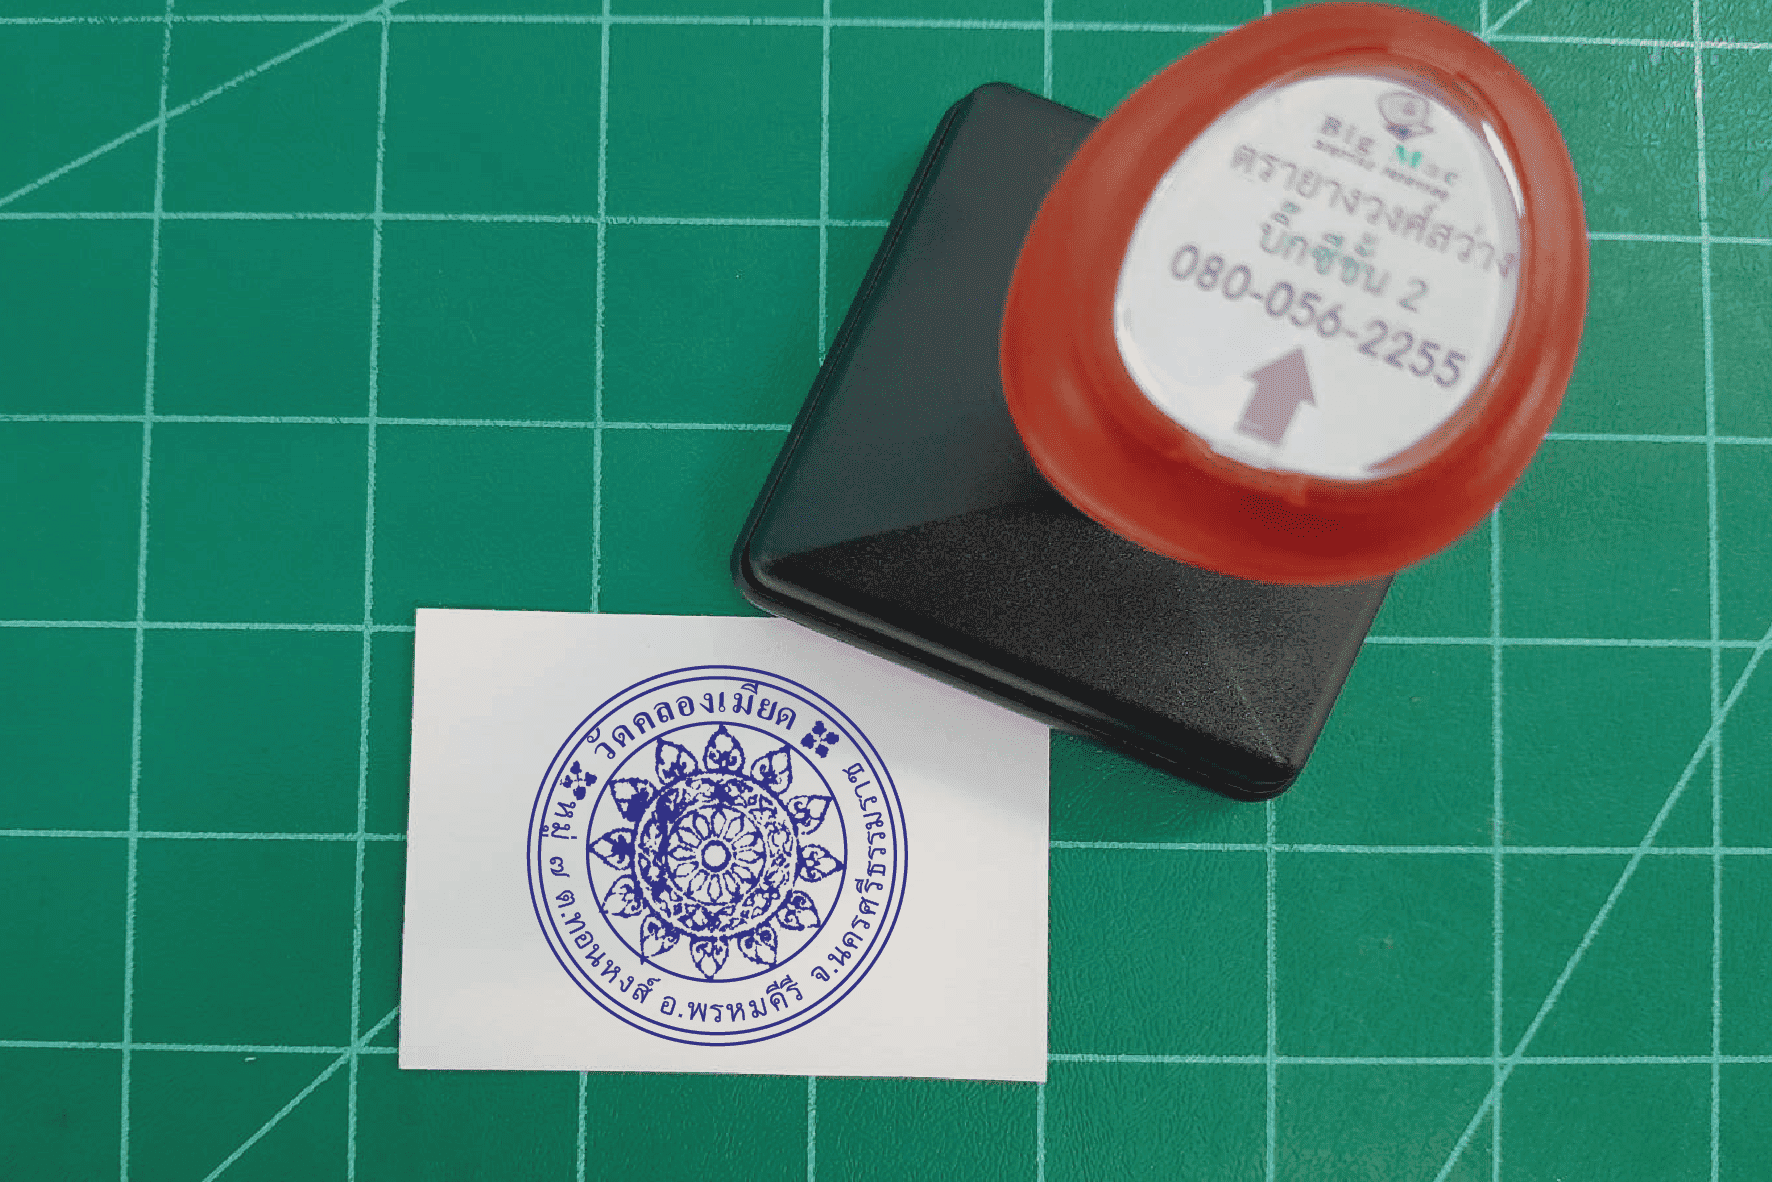 Big Mac
ตรายางวงศ์สว่าง
บิ๊กซีชั้น 2
080-056-2255
วัดคลองเมียด
หมู่ ๗ ต.ทอนหงส์ อ.พรหมคีรี จ.นครศรีธรรมราช